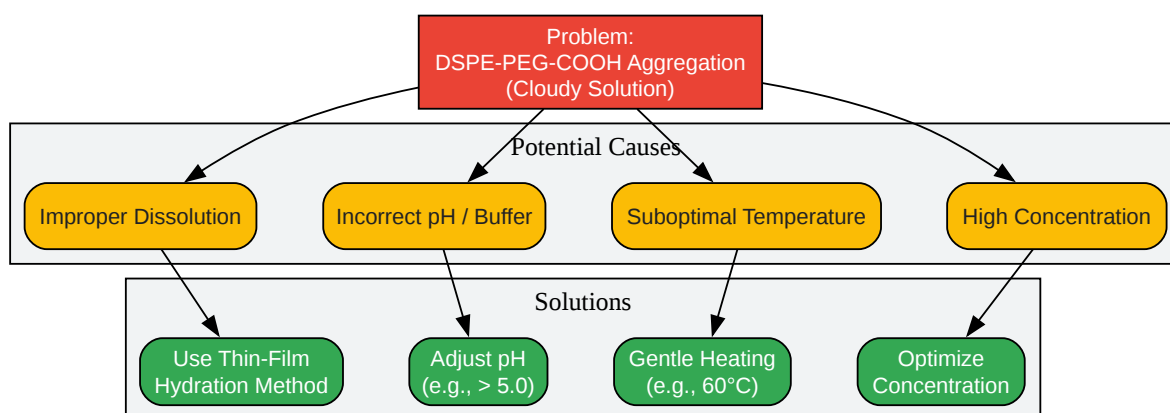 Problem:
DSPE-PEG-COOH Aggregation
(Cloudy Solution)
Potential Causes
Improper Dissolution
Incorrect pH / Buffer
Suboptimal Temperature
High Concentration
Solutions
Use Thin-Film
Hydration Method
Adjust pH
(e.g., > 5.0)
Gentle Heating
(e.g., 60°C)
Optimize
Concentration